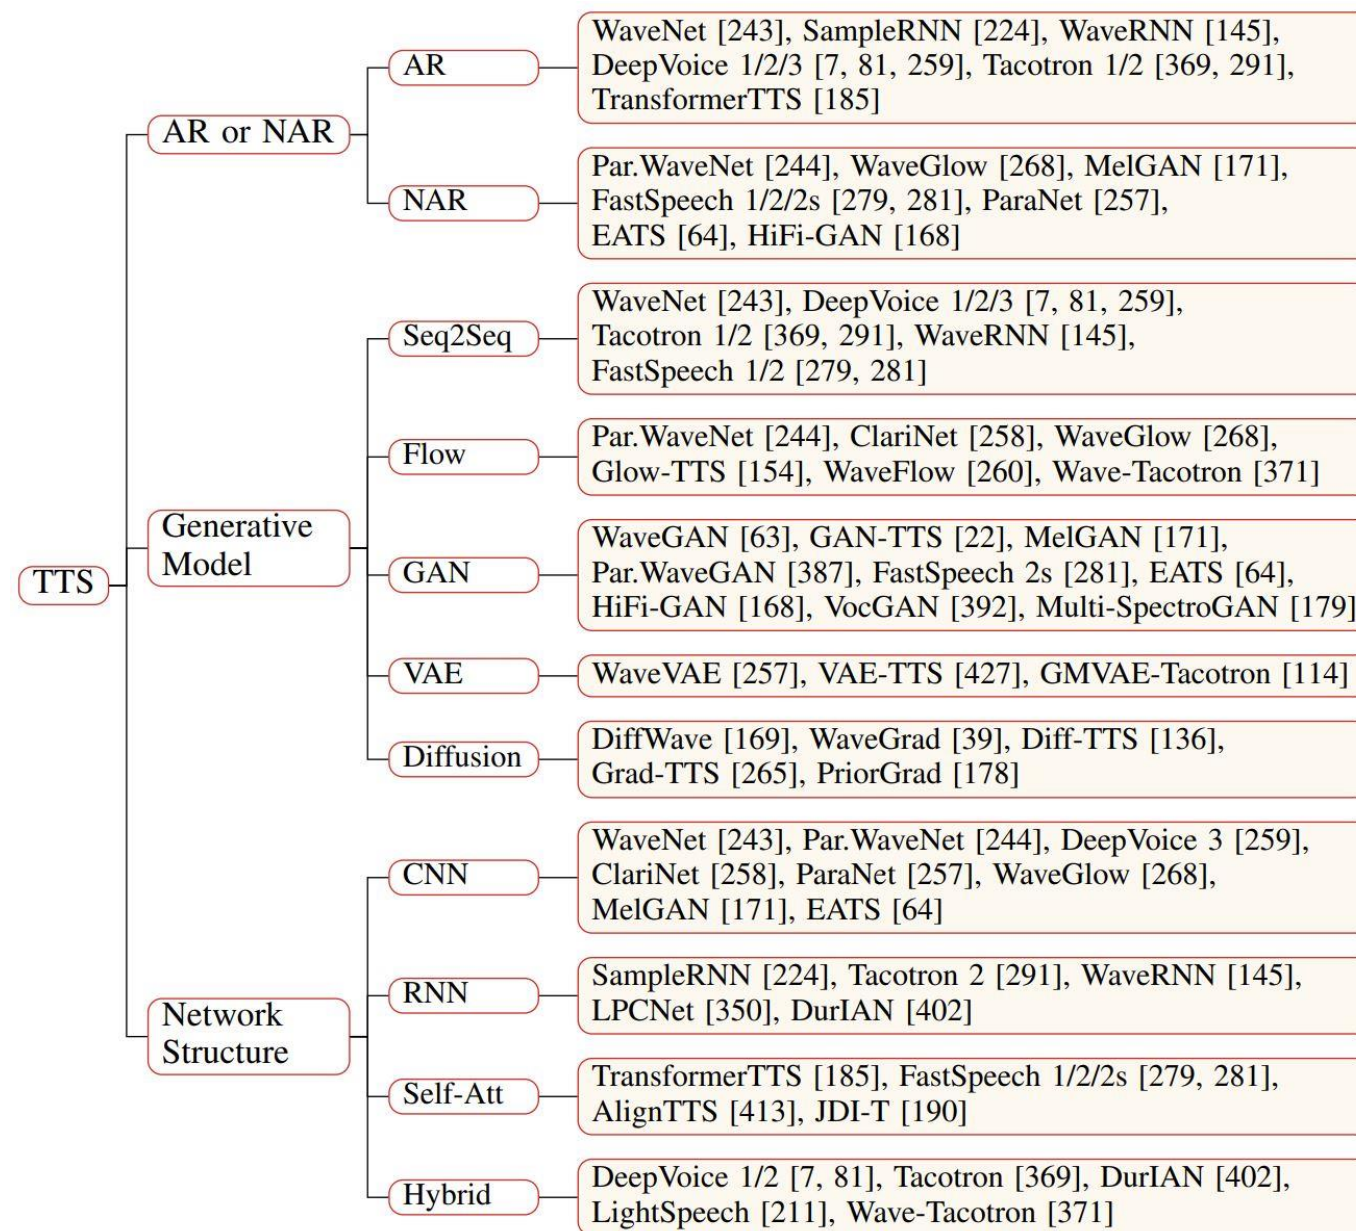 TTS
AR or NAR
AR
WaveNet [243], SampleRNN [224], WaveRNN [145],
DeepVoice 1/2/3 [7, 81, 259], Tacotron 1/2 [369, 291],
TransformerTTS [185]
NAR
Par.WaveNet [244], WaveGlow [268], MelGAN [171],
FastSpeech 1/2/2s [279, 281], ParaNet [257],
EATS [64], HiFi-GAN [168]
Generative
Model
Seq2Seq
WaveNet [243], DeepVoice 1/2/3 [7, 81, 259],
Tacotron 1/2 [369, 291], WaveRNN [145],
FastSpeech 1/2 [279, 281]
Flow
Par.WaveNet [244], ClariNet [258], WaveGlow [268],
Glow-TTS [154], WaveFlow [260], Wave-Tacotron [371]
GAN
WaveGAN [63], GAN-TTS [22], MelGAN [171],
Par.WaveGAN [387], FastSpeech 2s [281], EATS [64],
HiFi-GAN [168], VocGAN [392], Multi-SpectroGAN [179]
VAE
WaveVAE [257], VAE-TTS [427], GMVAE-Tacotron [114]
Diffusion
DiffWave [169], WaveGrad [39], Diff-TTS [136],
Grad-TTS [265], PriorGrad [178]
Network
Structure
CNN
WaveNet [243], Par.WaveNet [244], DeepVoice 3 [259],
ClariNet [258], ParaNet [257], WaveGlow [268],
MelGAN [171], EATS [64]
RNN
SampleRNN [224], Tacotron 2 [291], WaveRNN [145],
LPCNet [350], DurIAN [402]
Self-Att
TransformerTTS [185], FastSpeech 1/2/2s [279, 281],
AlignTTS [413], JDI-T [190]
Hybrid
DeepVoice 1/2 [7, 81], Tacotron [369], DurIAN [402],
LightSpeech [211], Wave-Tacotron [371]